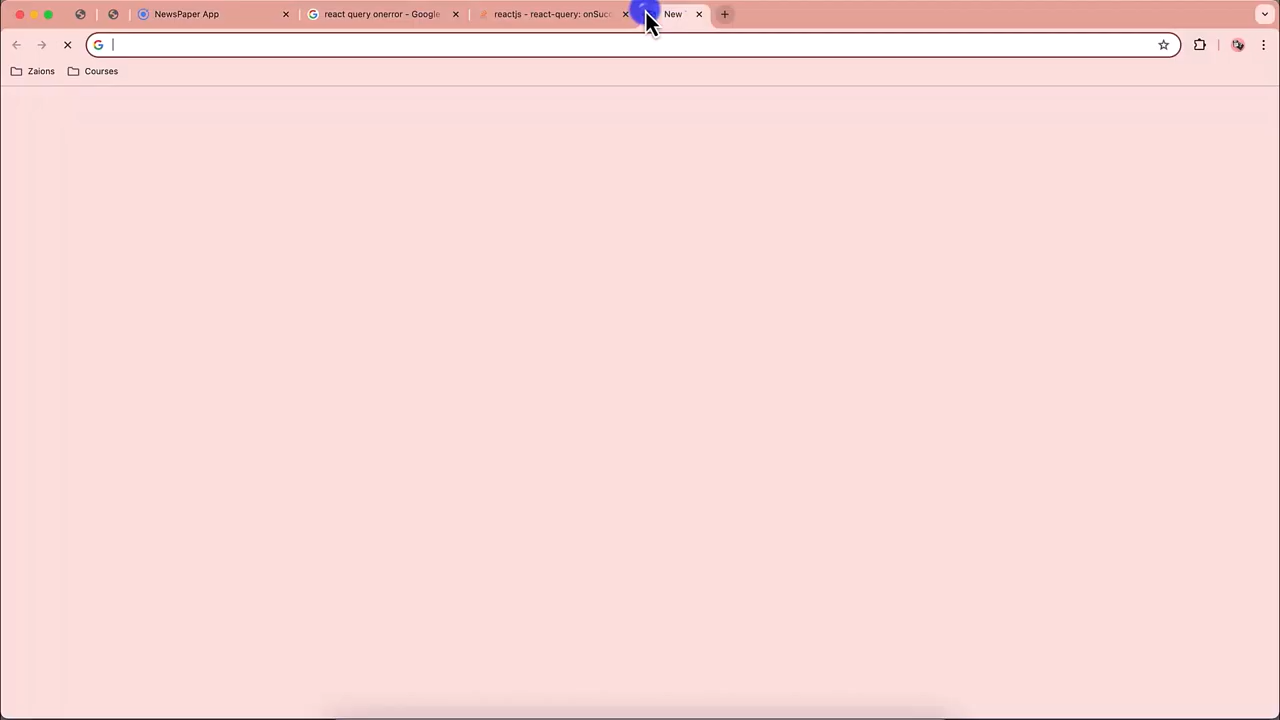 NewsPaper App
react query onerror - Google
reactjs - react-query: onSucc
New
Zaions
Courses